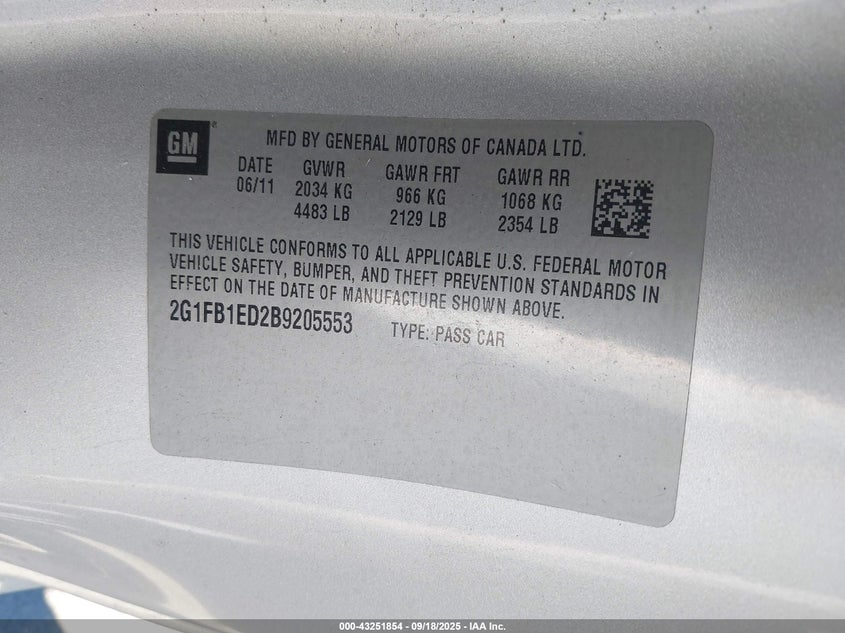 GM
MFD BY GENERAL MOTORS OF CANADA LTD.
DATE GVWR GAWR FRT GAWR RR
06/11 2034 KG 966 KG 1068 KG
4483 LB 2129 LB 2354 LB
THIS VEHICLE CONFORMS TO ALL APPLICABLE U.S. FEDERAL MOTOR
VEHICLE SAFETY, BUMPER, AND THEFT PREVENTION STANDARDS IN
EFFECT ON THE DATE OF MANUFACTURE SHOWN ABOVE.
2G1FB1ED2B9205553 TYPE: PASS CAR
000-43251854 - 09/18/2025 - IAA Inc.